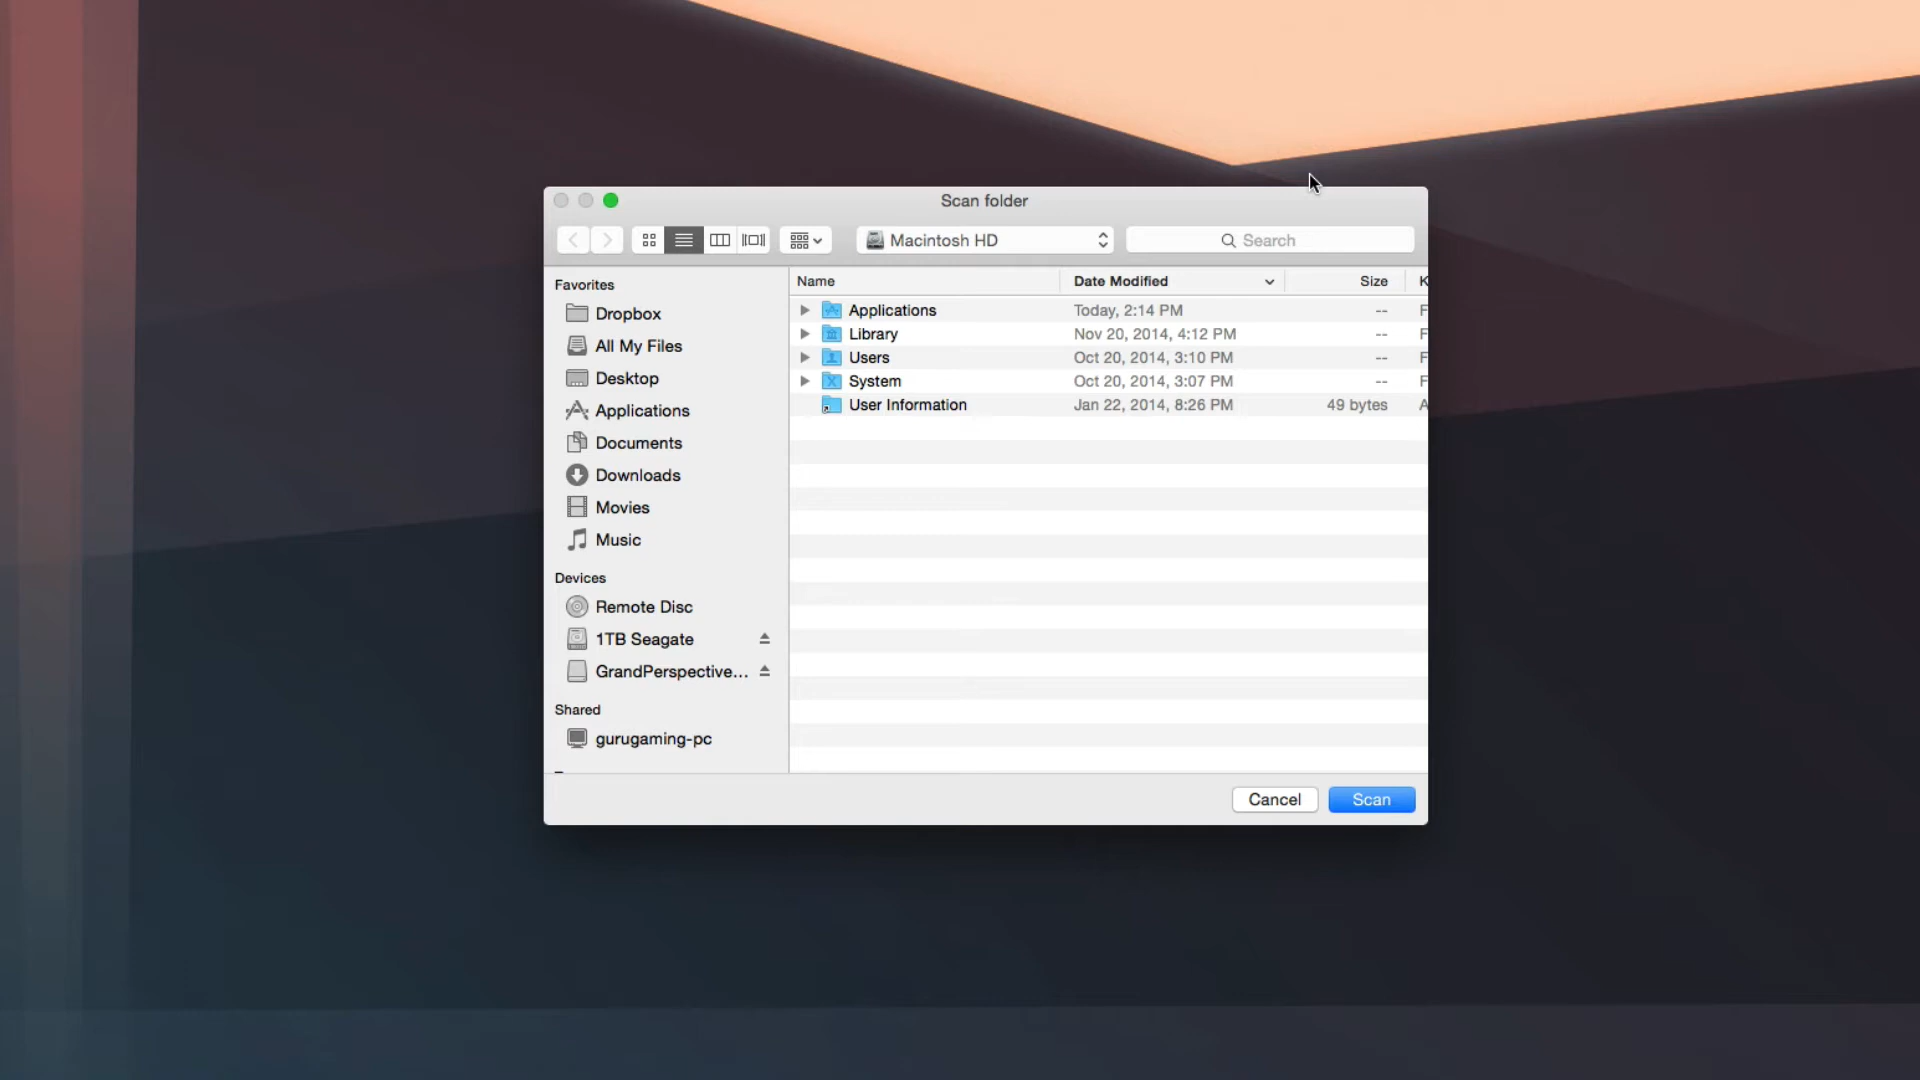 Scan folder
Macintosh HD
Search
Favorites
Dropbox
All My Files
Desktop
Applications
Documents
Downloads
Movies
Music
Devices
Remote Disc
1TB Seagate
GrandPerspective...
Shared
gurugaming-pc
Name Date Modified Size K
Applications Today, 2:14 PM -- F
Library Nov 20, 2014, 4:12 PM -- F
Users Oct 20, 2014, 3:10 PM -- F
System Oct 20, 2014, 3:07 PM -- F
User Information Jan 22, 2014, 8:26 PM 49 bytes A
Cancel Scan